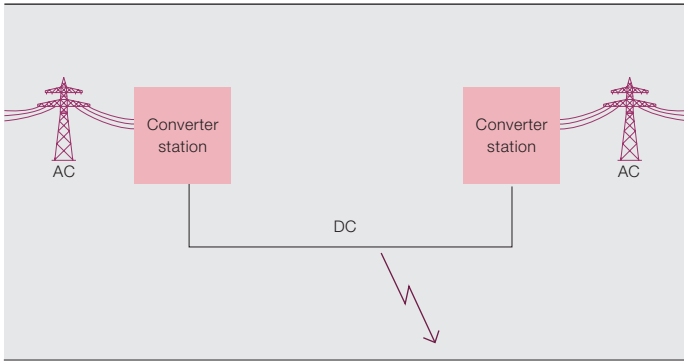 Converter
station
Converter
station
AC
AC
DC